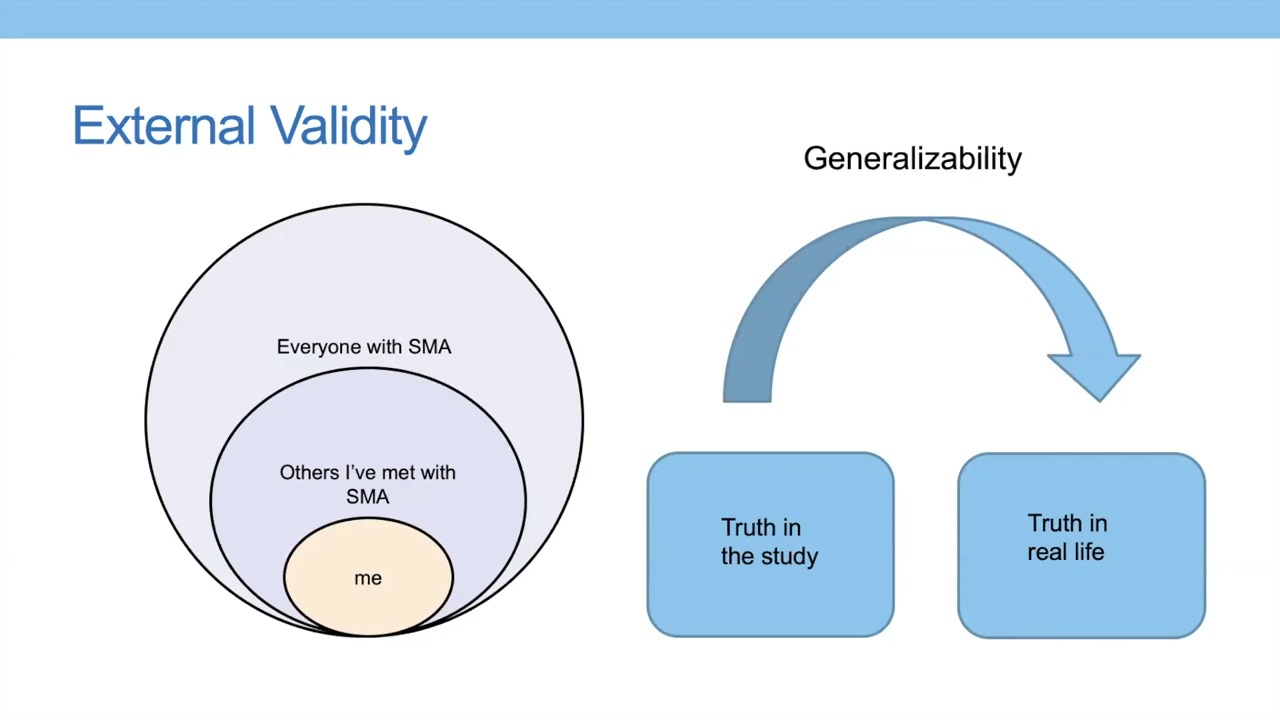 External Validity
Generalizability
Everyone with SMA
Others I’ve met with
SMA
me
Truth in
the study
Truth in
real life